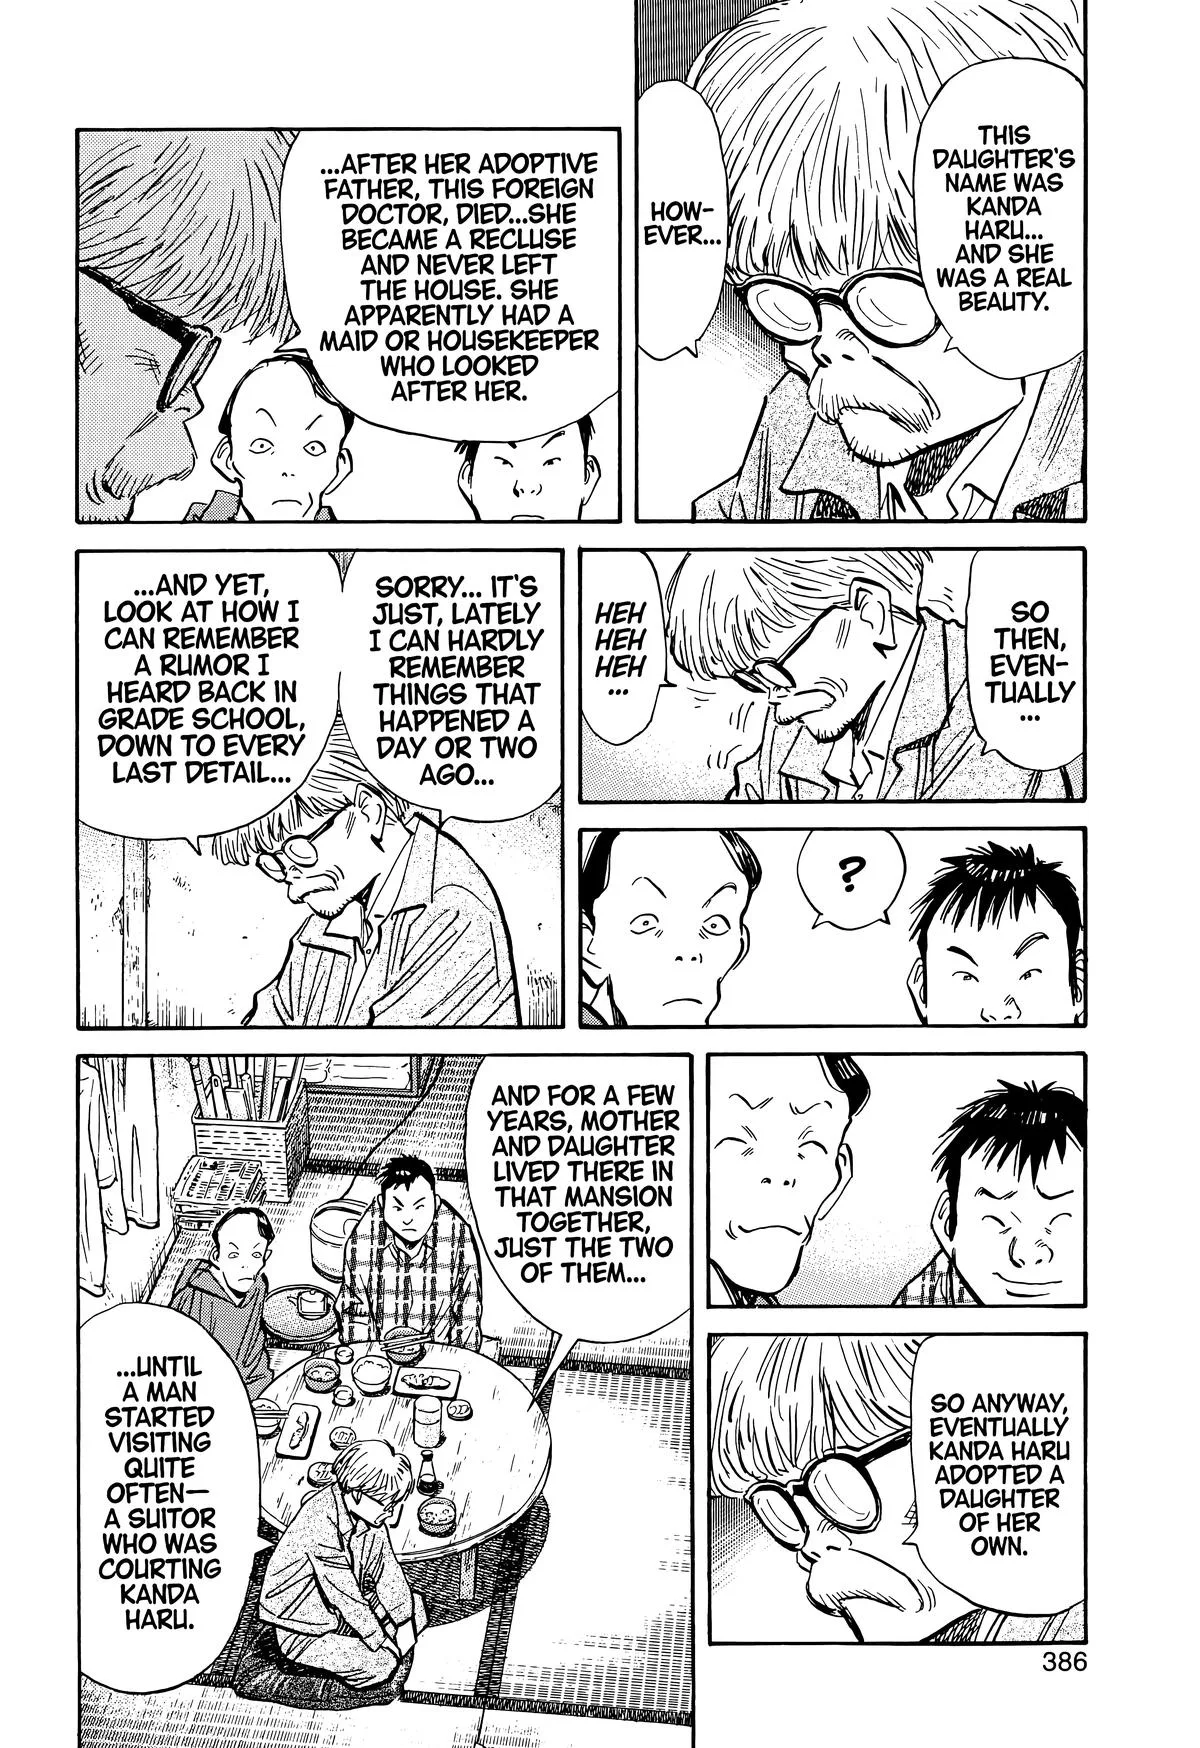 THIS
DAUGHTER'S
NAME WAS
KANDA
HARU...
AND SHE
WAS A REAL
BEAUTY.
HOW-
EVER...
...AFTER HER ADOPTIVE
FATHER, THIS FOREIGN
DOCTOR, DIED...SHE
BECAME A RECLUSE
AND NEVER LEFT
THE HOUSE. SHE
APPARENTLY HAD A
MAID OR HOUSEKEEPER
WHO LOOKED
AFTER HER.
SO
THEN,
EVEN-
TUALLY
...
HEH
HEH
HEH
...
SORRY... IT'S
JUST, LATELY
I CAN HARDLY
REMEMBER
THINGS THAT
HAPPENED A
DAY OR TWO
AGO...
...AND YET,
LOOK AT HOW I
CAN REMEMBER
A RUMOR I
HEARD BACK IN
GRADE SCHOOL,
DOWN TO EVERY
LAST DETAIL...
?
SO ANYWAY,
EVENTUALLY
KANDA HARU
ADOPTED A
DAUGHTER
OF HER
OWN.
AND FOR A FEW
YEARS, MOTHER
AND DAUGHTER
LIVED THERE IN
THAT MANSION
TOGETHER,
JUST THE TWO
OF THEM...
...UNTIL
A MAN
STARTED
VISITING
QUITE
OFTEN—
A SUITOR
WHO WAS
COURTING
KANDA
HARU.
386